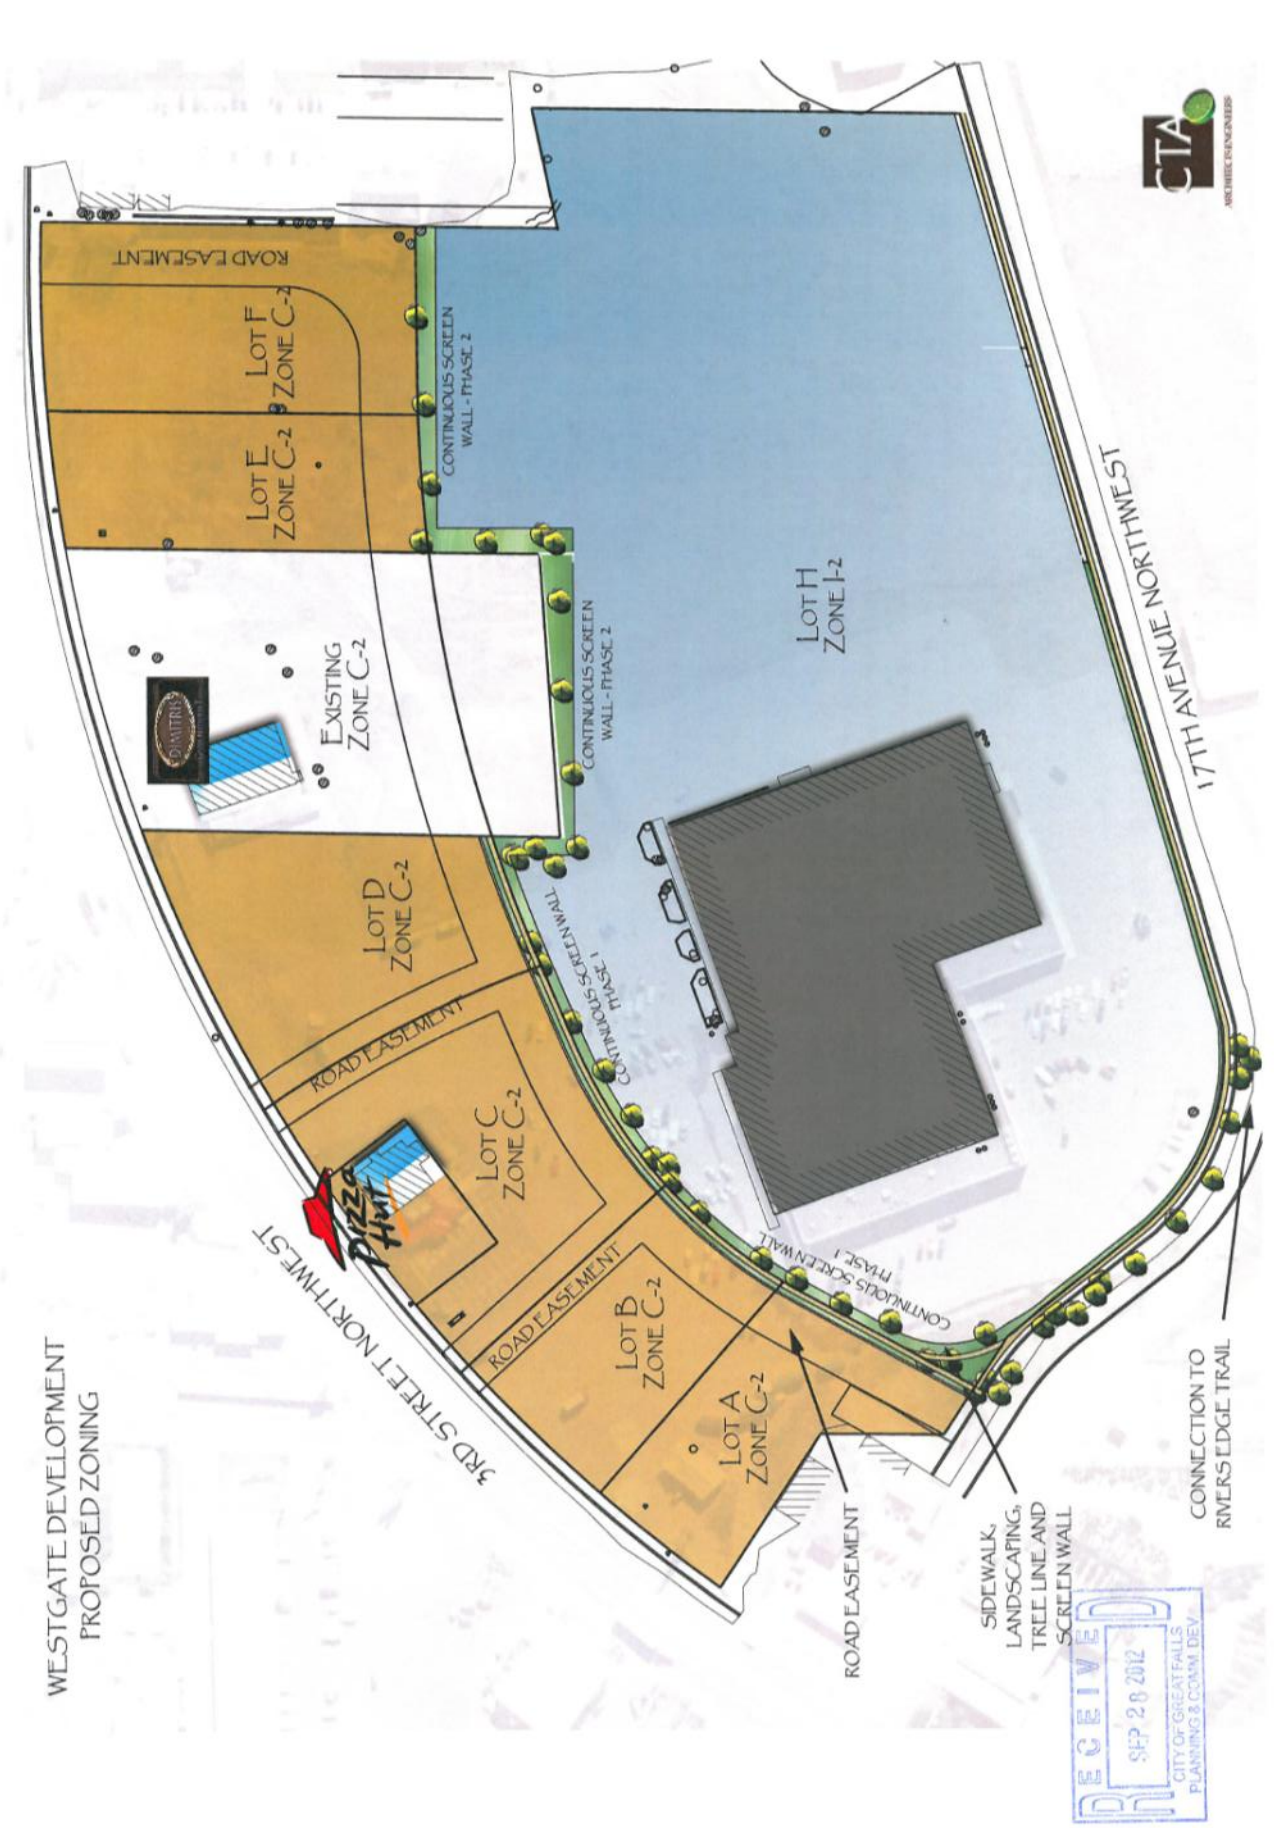 WESTGATE DEVELOPMENT
PROPOSED ZONING
3RD STREET NORTHWEST
LOT A
ZONE C-2
LOT B
ZONE C-2
ROAD EASEMENT
Pizza
Hut
LOT C
ZONE C-2
ROAD EASEMENT
LOT D
ZONE C-2
DIMITRIS
EXISTING
ZONE C-2
LOT E
ZONE C-2
LOT F
ZONE C-2
ROAD EASEMENT
CONTINUOUS SCREEN
WALL - PHASE 2
CONTINUOUS SCREEN
WALL - PHASE 2
CONTINUOUS SCREEN WALL
PHASE 1
CONTINUOUS SCREEN WALL
PHASE 1
LOT H
ZONE I-2
17TH AVENUE NORTHWEST
ROAD EASEMENT
SIDEWALK,
LANDSCAPING,
TREE LINE AND
SCREEN WALL
CONNECTION TO
RIVERS EDGE TRAIL
RECEIVED
SEP 28 2012
CITY OF GREAT FALLS
PLANNING & COMM. DEV.
CTA
ARCHITECTS ENGINEERS